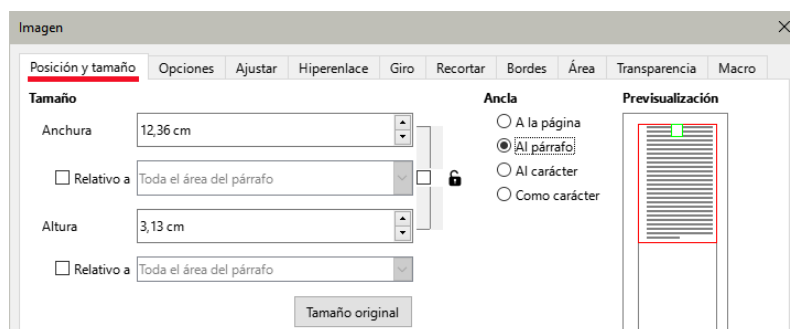 Imagen
Posición y tamaño Opciones Ajustar Hiperenlace Giro Recortar Bordes Área Transparencia Macro
Tamaño Ancla Previsualización
Anchura 12,36 cm A la página
Al párrafo
Relativo a Toda el área del párrafo Al carácter
Como carácter
Altura 3,13 cm
Relativo a Toda el área del párrafo
Tamaño original